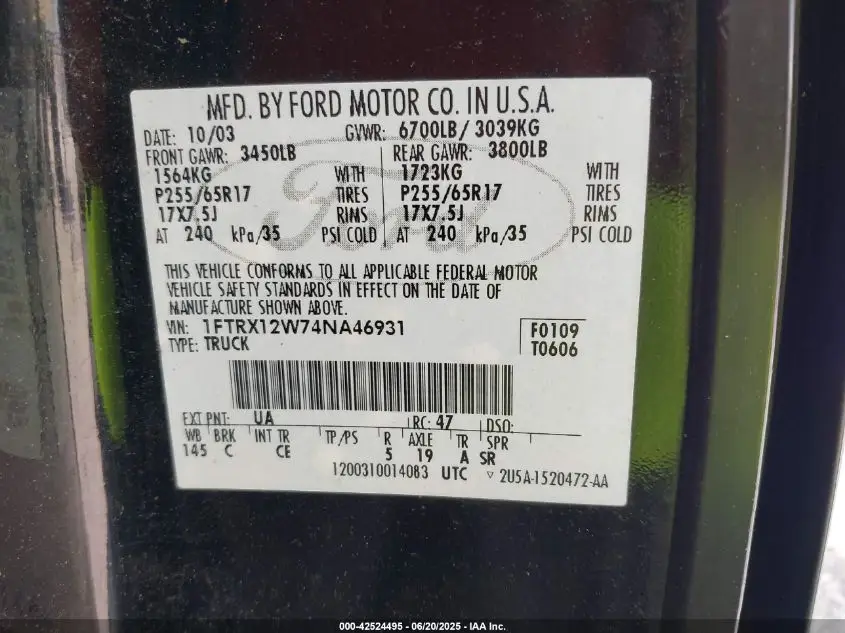 MFD. BY FORD MOTOR CO. IN U.S.A.
DATE: 10/03 GVWR: 6700LB/ 3039KG
FRONT GAWR: 3450LB REAR GAWR: 3800LB
1564KG WITH 1723KG WITH
P255/65R17 TIRES P255/65R17 TIRES
17X7.5J RIMS 17X7.5J RIMS
AT 240 kPa/35 PSI COLD AT 240 kPa/35 PSI COLD
Ford
THIS VEHICLE CONFORMS TO ALL APPLICABLE FEDERAL MOTOR
VEHICLE SAFETY STANDARDS IN EFFECT ON THE DATE OF
MANUFACTURE SHOWN ABOVE.
VIN: 1FTRX12W74NA46931 F0109
TYPE: TRUCK T0606
EXT PNT: UA RC: 47 DSO:
WB BRK INT TR TP/PS R AXLE TR SPR
145 C CE 5 19 A SR
1200310014083 UTC ▽ 2U5A-1520472-AA
000-42524495 - 06/20/2025 - IAA Inc.